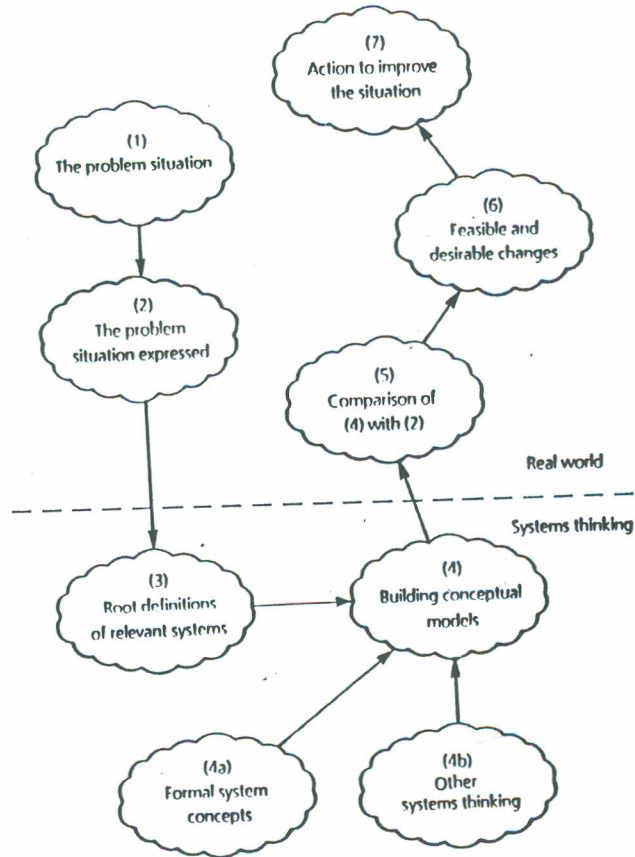 (7)
Action to improve
the situation
(1)
The problem situation
(6)
Feasible and
desirable changes
(2)
The problem
situation expressed
(5)
Comparison of
(4) with (2)
Real world
Systems thinking
(3)
Root definitions
of relevant systems
(4)
Building conceptual
models
(4a)
Formal system
concepts
(4b)
Other
systems thinking